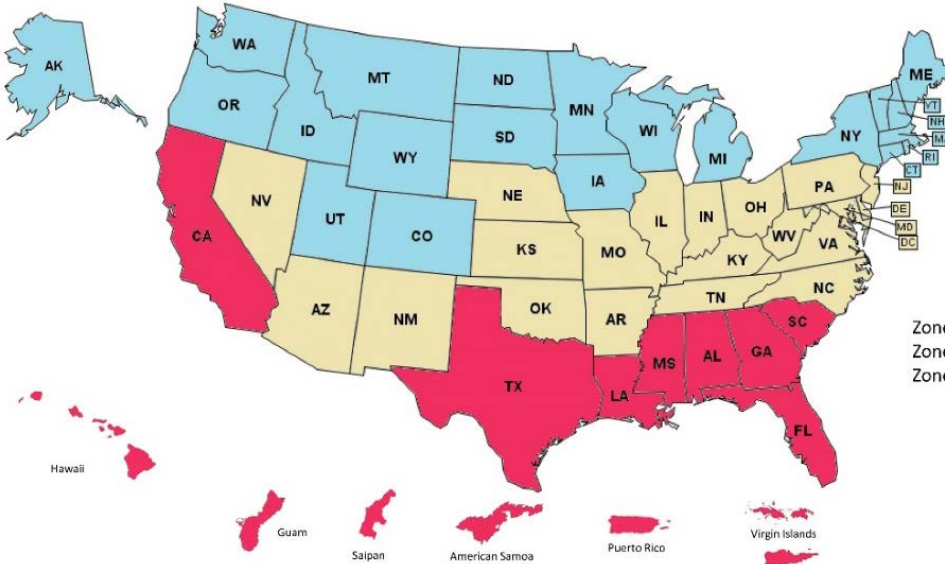 AK
WA
OR
MT
ID
WY
ND
SD
MN
WI
MI
IA
NY
ME
VT
NH
RI
CT
NJ
DE
MD
DC
UT
CO
CA
NV
AZ
NM
NE
KS
OK
MO
AR
IL
IN
OH
PA
WV
VA
KY
TN
NC
SC
GA
AL
MS
LA
TX
FL
Zone
Zone
Zone
Hawaii
Guam
Saipan
American Samoa
Puerto Rico
Virgin Islands